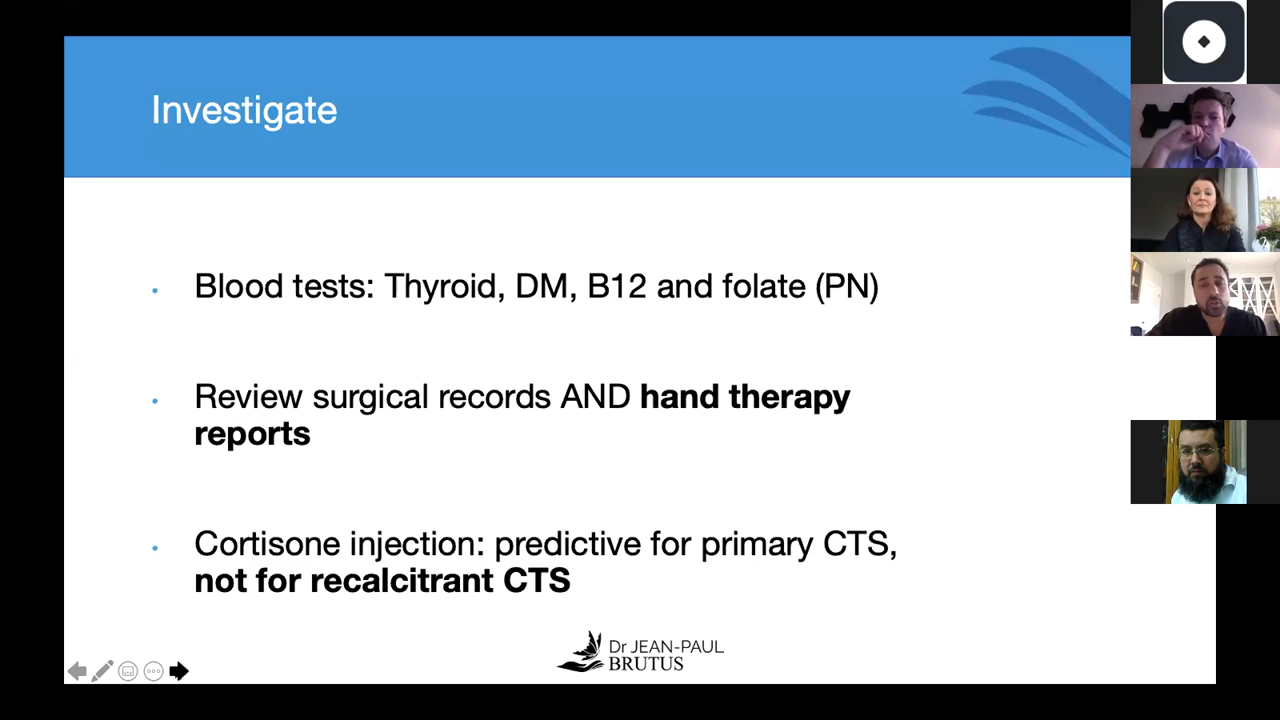 Investigate
Blood tests: Thyroid, DM, B12 and folate (PN)
Review surgical records AND hand therapy
reports
Cortisone injection: predictive for primary CTS,
not for recalcitrant CTS
Dr JEAN-PAUL
BRUTUS